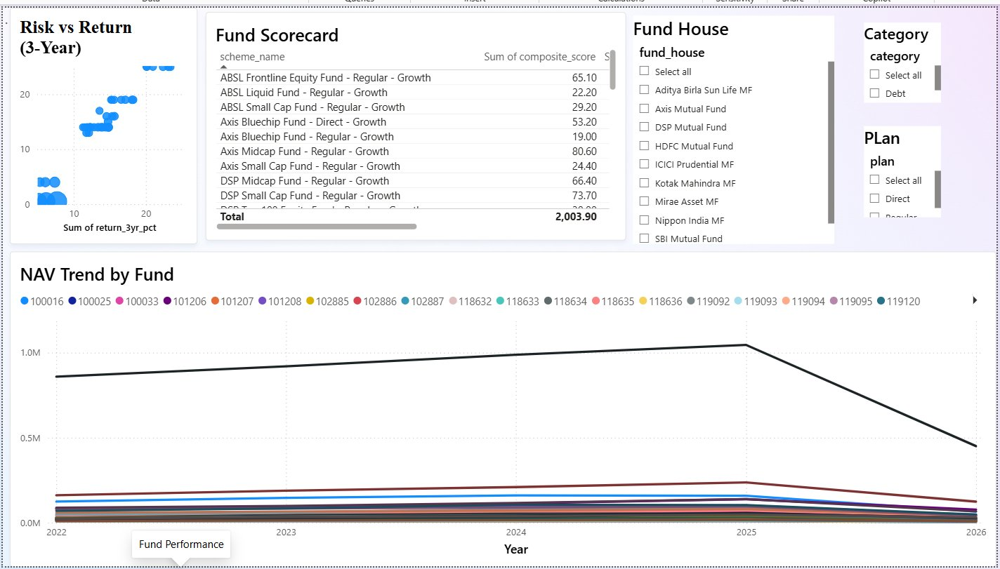 Data Queries Insert Calculations Sensitivity Share Copilot
Risk vs Return
(3-Year)
20
10
0
10 20
Sum of return_3yr_pct
Fund Scorecard
scheme_name Sum of composite_score S
ABSL Frontline Equity Fund - Regular - Growth 65.10
ABSL Liquid Fund - Regular - Growth 22.20
ABSL Small Cap Fund - Regular - Growth 29.20
Axis Bluechip Fund - Direct - Growth 53.20
Axis Bluechip Fund - Regular - Growth 19.00
Axis Midcap Fund - Regular - Growth 80.60
Axis Small Cap Fund - Regular - Growth 24.40
DSP Midcap Fund - Regular - Growth 66.40
DSP Small Cap Fund - Regular - Growth 73.70
Total 2,003.90
Fund House
fund_house
Select all
Aditya Birla Sun Life MF
Axis Mutual Fund
DSP Mutual Fund
HDFC Mutual Fund
ICICI Prudential MF
Kotak Mahindra MF
Mirae Asset MF
Nippon India MF
SBI Mutual Fund
Category
category
Select all
Debt
PLan
plan
Select all
Direct
Regular
NAV Trend by Fund
100016 100025 100033 101206 101207 101208 102885 102886 102887 118632 118633 118634 118635 118636 119092 119093 119094 119095 119120
1.0M
0.5M
0.0M
2022 2023 2024 2025 2026
Year
Fund Performance